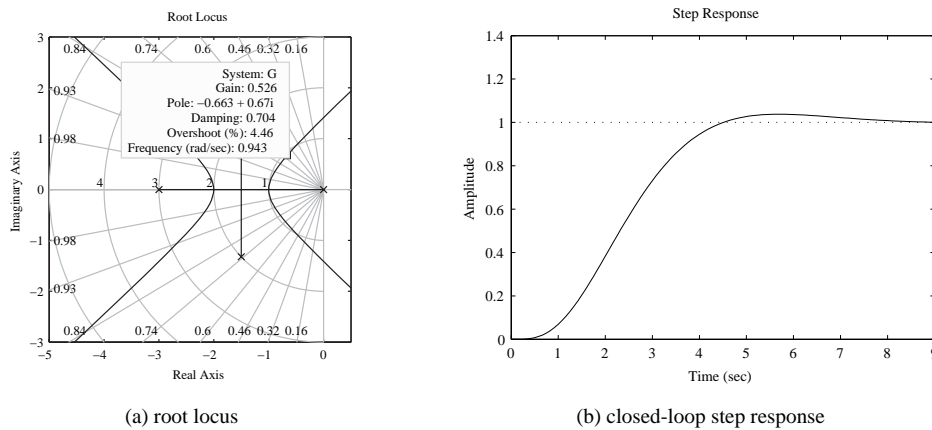 Root Locus
0.84 0.74 0.6 0.46 0.32 0.16
0.93
0.98
0.98
0.93
0.84 0.74 0.6 0.46 0.32 0.16
4 3 2 1
System: G
Gain: 0.526
Pole: −0.663 + 0.67i
Damping: 0.704
Overshoot (%): 4.46
Frequency (rad/sec): 0.943
3
2
1
0
−1
−2
−3
Imaginary Axis
−5 −4 −3 −2 −1 0
Real Axis
(a) root locus
Step Response
1.4
1.2
1
0.8
0.6
0.4
0.2
0
Amplitude
0 1 2 3 4 5 6 7 8 9
Time (sec)
(b) closed-loop step response